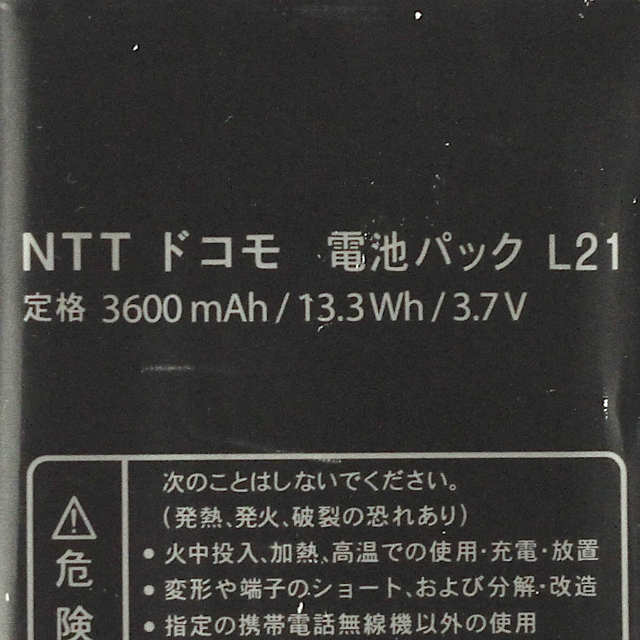 NTT ドコモ 電池パック L21
定格 3600 mAh / 13.3 Wh / 3.7 V
次のことはしないでください。
(発熱、発火、破裂の恐れあり)
危険
• 火中投入、加熱、高温での使用・充電・放置
• 変形や端子のショート、および分解・改造
• 指定の携帯電話無線機以外の使用